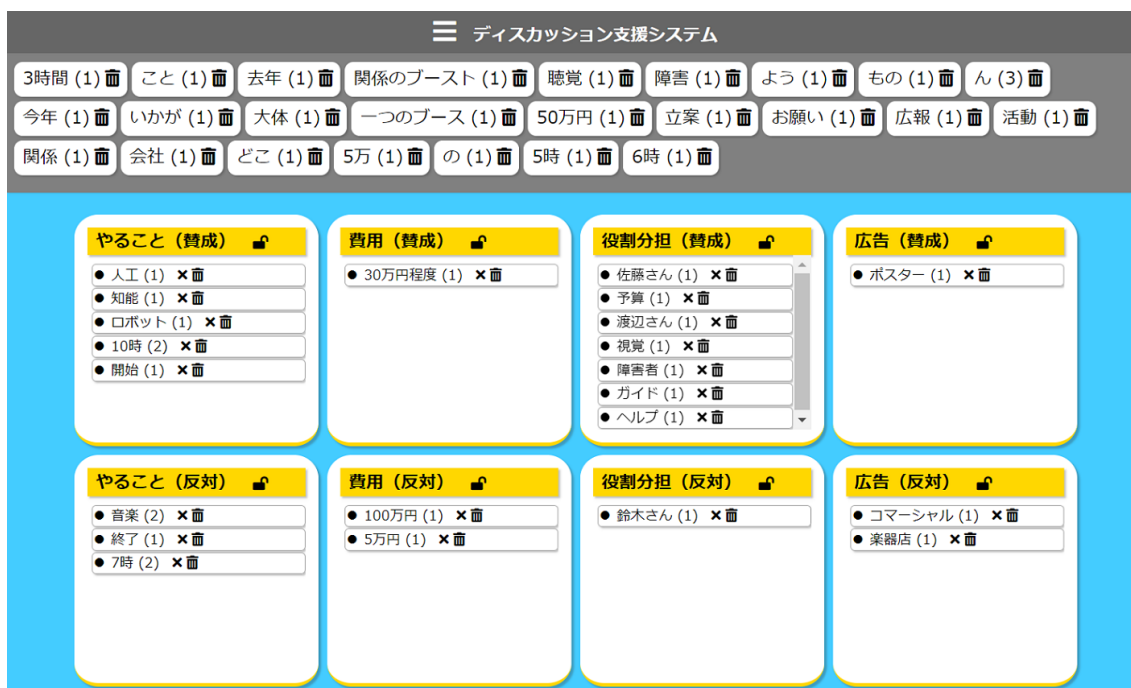 ディスカッション支援システム
3時間 (1) こと (1) 去年 (1) 関係のブースト (1) 聴覚 (1) 障害 (1) よう (1) もの (1) ん (3)
今年 (1) いかが (1) 大体 (1) 一つのブース (1) 50万円 (1) 立案 (1) お願い (1) 広報 (1) 活動 (1)
関係 (1) 会社 (1) どこ (1) 5万 (1) の (1) 5時 (1) 6時 (1)
やること（賛成）
● 人工 (1) ×
● 知能 (1) ×
● ロボット (1) ×
● 10時 (2) ×
● 開始 (1) ×
費用（賛成）
● 30万円程度 (1) ×
役割分担（賛成）
● 佐藤さん (1) ×
● 予算 (1) ×
● 渡辺さん (1) ×
● 視覚 (1) ×
● 障害者 (1) ×
● ガイド (1) ×
● ヘルプ (1) ×
広告（賛成）
● ポスター (1) ×
やること（反対）
● 音楽 (2) ×
● 終了 (1) ×
● 7時 (2) ×
費用（反対）
● 100万円 (1) ×
● 5万円 (1) ×
役割分担（反対）
● 鈴木さん (1) ×
広告（反対）
● コマーシャル (1) ×
● 楽器店 (1) ×